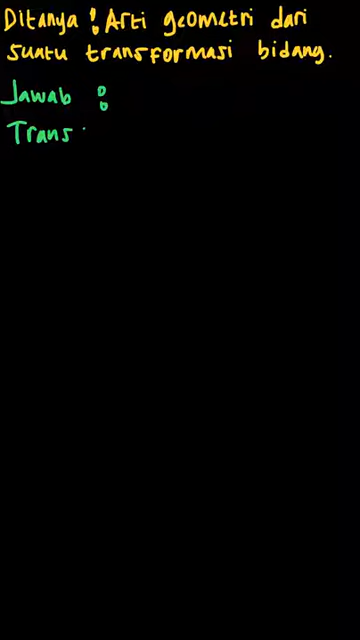 Ditanya : Arti geometri dari
suatu transformasi bidang.
Jawab :
Trans